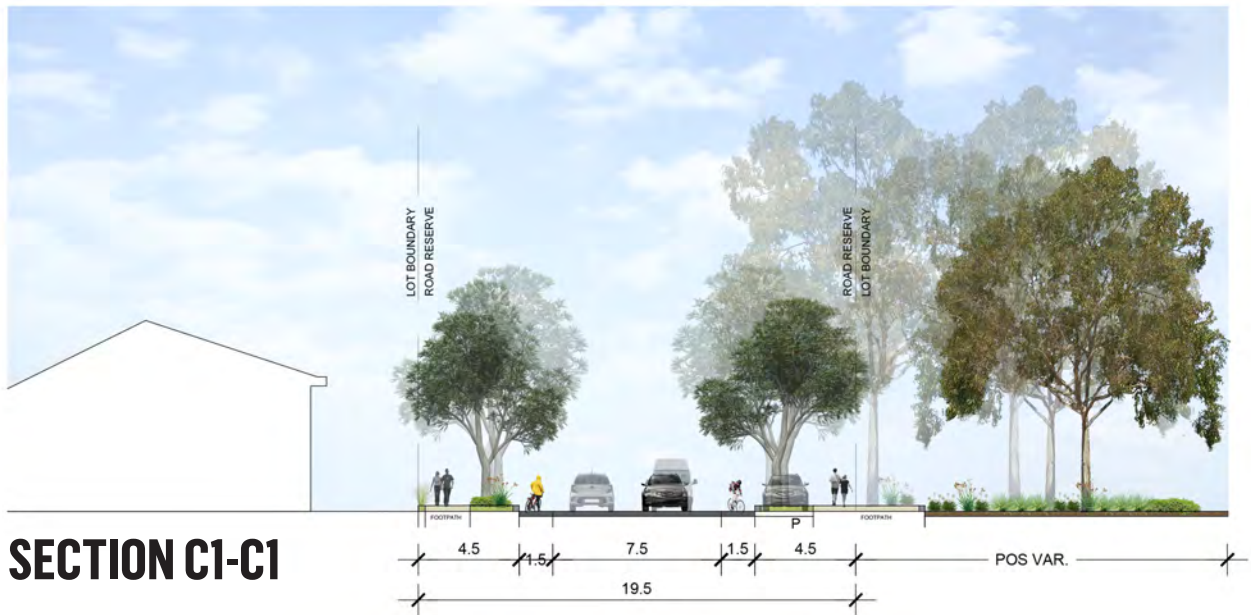 LOT BOUNDARY
ROAD RESERVE
ROAD RESERVE
LOT BOUNDARY
FOOTPATH
P
FOOTPATH
SECTION C1-C1
4.5
1.5
7.5
1.5
4.5
POS VAR.
19.5